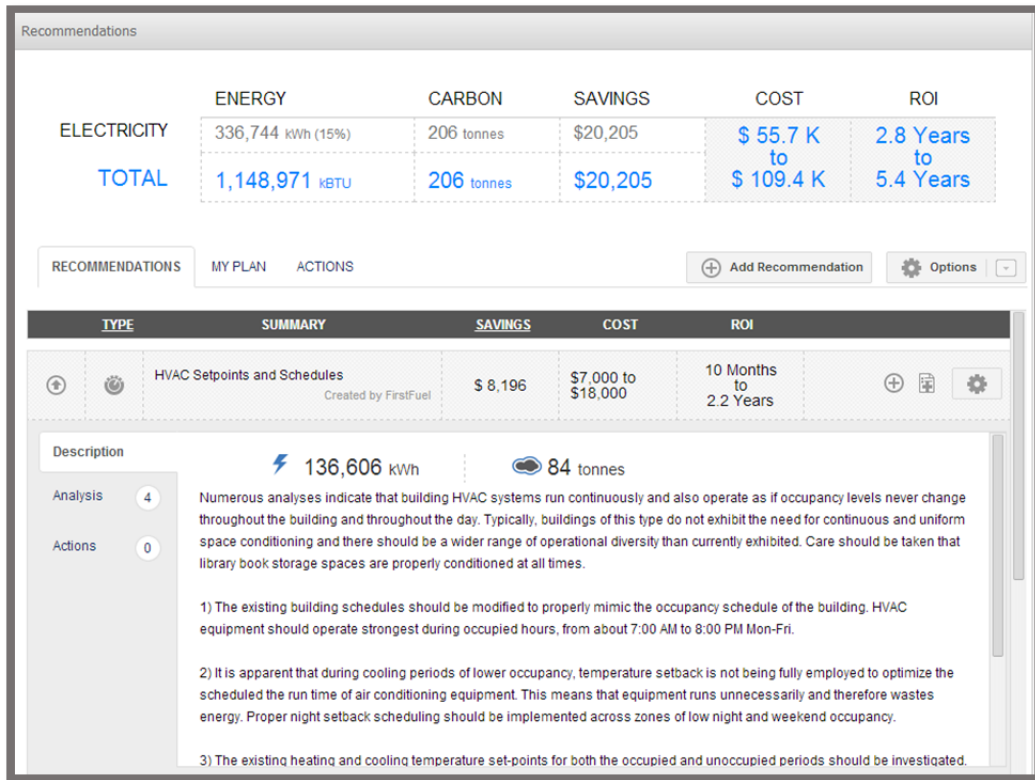 Recommendations
ENERGY CARBON SAVINGS COST ROI
ELECTRICITY 336,744 kWh (15%) 206 tonnes $20,205 $ 55.7 K to $ 109.4 K 2.8 Years to 5.4 Years
TOTAL 1,148,971 kBTU 206 tonnes $20,205
RECOMMENDATIONS MY PLAN ACTIONS Add Recommendation Options
TYPE SUMMARY SAVINGS COST ROI
HVAC Setpoints and Schedules
Created by FirstFuel
$ 8,196
$7,000 to
$18,000
10 Months
to
2.2 Years
Description
Analysis 4
Actions 0
136,606 kWh 84 tonnes
Numerous analyses indicate that building HVAC systems run continuously and also operate as if occupancy levels never change
throughout the building and throughout the day. Typically, buildings of this type do not exhibit the need for continuous and uniform
space conditioning and there should be a wider range of operational diversity than currently exhibited. Care should be taken that
library book storage spaces are properly conditioned at all times.
1) The existing building schedules should be modified to properly mimic the occupancy schedule of the building. HVAC
equipment should operate strongest during occupied hours, from about 7:00 AM to 8:00 PM Mon-Fri.
2) It is apparent that during cooling periods of lower occupancy, temperature setback is not being fully employed to optimize the
scheduled the run time of air conditioning equipment. This means that equipment runs unnecessarily and therefore wastes
energy. Proper night setback scheduling should be implemented across zones of low night and weekend occupancy.
3) The existing heating and cooling temperature set-points for both the occupied and unoccupied periods should be investigated.